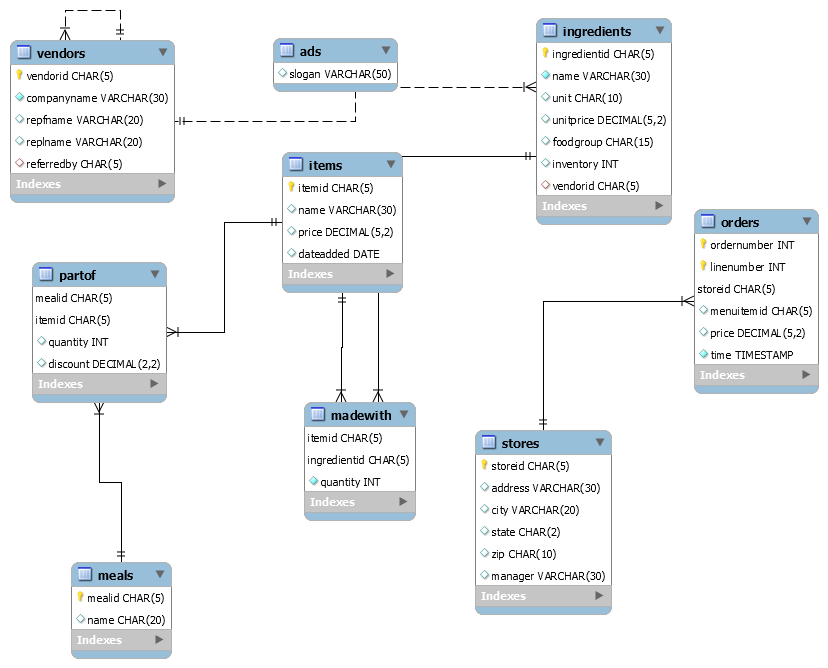 vendors
vendorid CHAR(5)
companyname VARCHAR(30)
repfname VARCHAR(20)
replname VARCHAR(20)
referredby CHAR(5)
Indexes
ads
slogan VARCHAR(50)
ingredients
ingredientid CHAR(5)
name VARCHAR(30)
unit CHAR(10)
unitprice DECIMAL(5,2)
foodgroup CHAR(15)
inventory INT
vendorid CHAR(5)
Indexes
items
itemid CHAR(5)
name VARCHAR(30)
price DECIMAL(5,2)
dateadded DATE
Indexes
orders
ordernumber INT
linenumber INT
storeid CHAR(5)
menuitemid CHAR(5)
price DECIMAL(5,2)
time TIMESTAMP
Indexes
partof
mealid CHAR(5)
itemid CHAR(5)
quantity INT
discount DECIMAL(2,2)
Indexes
madewith
itemid CHAR(5)
ingredientid CHAR(5)
quantity INT
Indexes
stores
storeid CHAR(5)
address VARCHAR(30)
city VARCHAR(20)
state CHAR(2)
zip CHAR(10)
manager VARCHAR(30)
Indexes
meals
mealid CHAR(5)
name CHAR(20)
Indexes